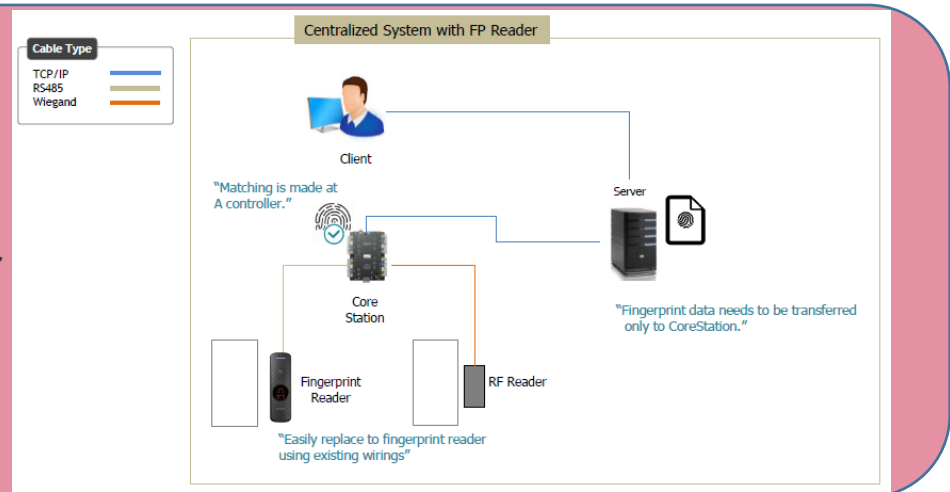 Centralized System with FP Reader
Cable Type
TCP/IP
RS485
Wiegand
Client
"Matching is made at
A controller."
Server
Core
Station
"Fingerprint data needs to be transferred
only to CoreStation."
Fingerprint
Reader
RF Reader
"Easily replace to fingerprint reader
using existing wirings"